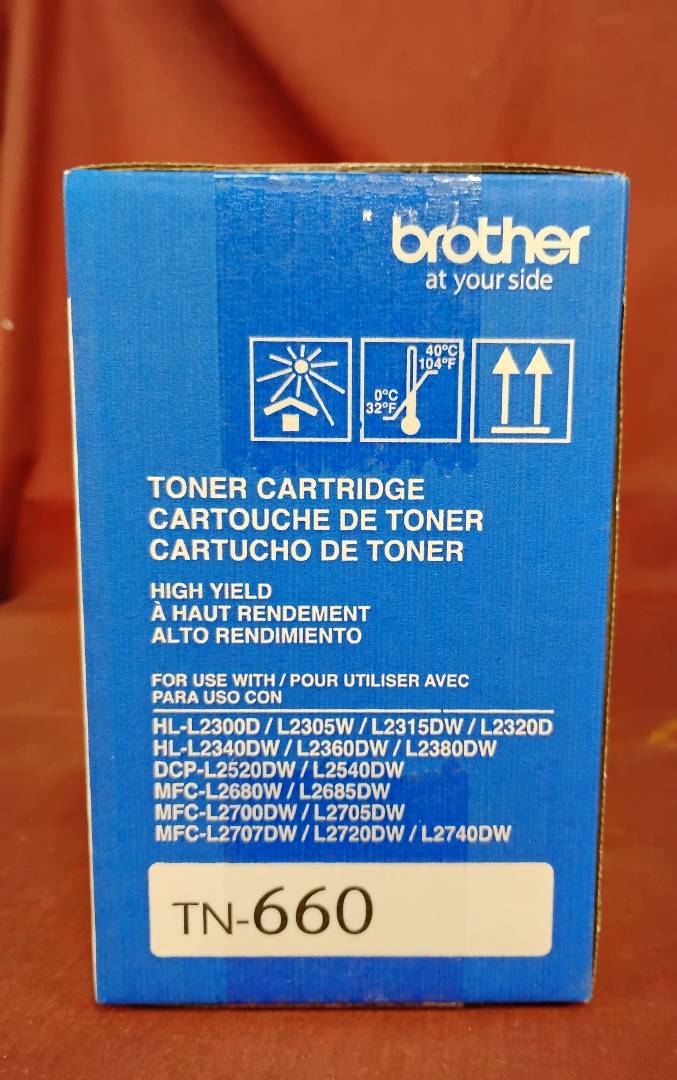 brother
at your side
40°C
104°F
0°C
32°F
TONER CARTRIDGE
CARTOUCHE DE TONER
CARTUCHO DE TONER
HIGH YIELD
À HAUT RENDEMENT
ALTO RENDIMIENTO
FOR USE WITH / POUR UTILISER AVEC
PARA USO CON
HL-L2300D / L2305W / L2315DW / L2320D
HL-L2340DW / L2360DW / L2380DW
DCP-L2520DW / L2540DW
MFC-L2680W / L2685DW
MFC-L2700DW / L2705DW
MFC-L2707DW / L2720DW / L2740DW
TN-660